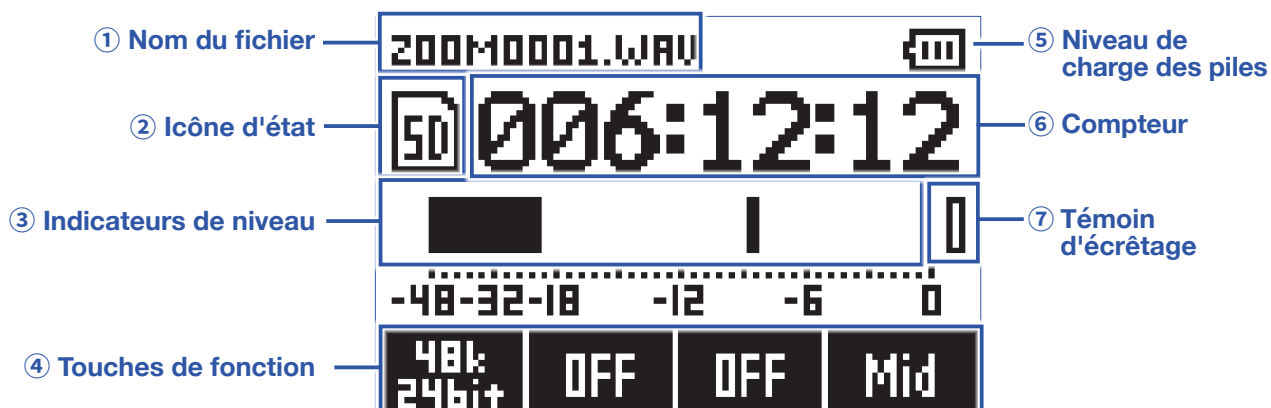 ① Nom du fichier
Z00M0001.WAV
⑤ Niveau de
charge des piles
② Icône d'état
SD
006:12:12
⑥ Compteur
③ Indicateurs de niveau
⑦ Témoin
d'écrêtage
-48-32-18 -12 -6 0
④ Touches de fonction
48k
24bit
OFF
OFF
Mid